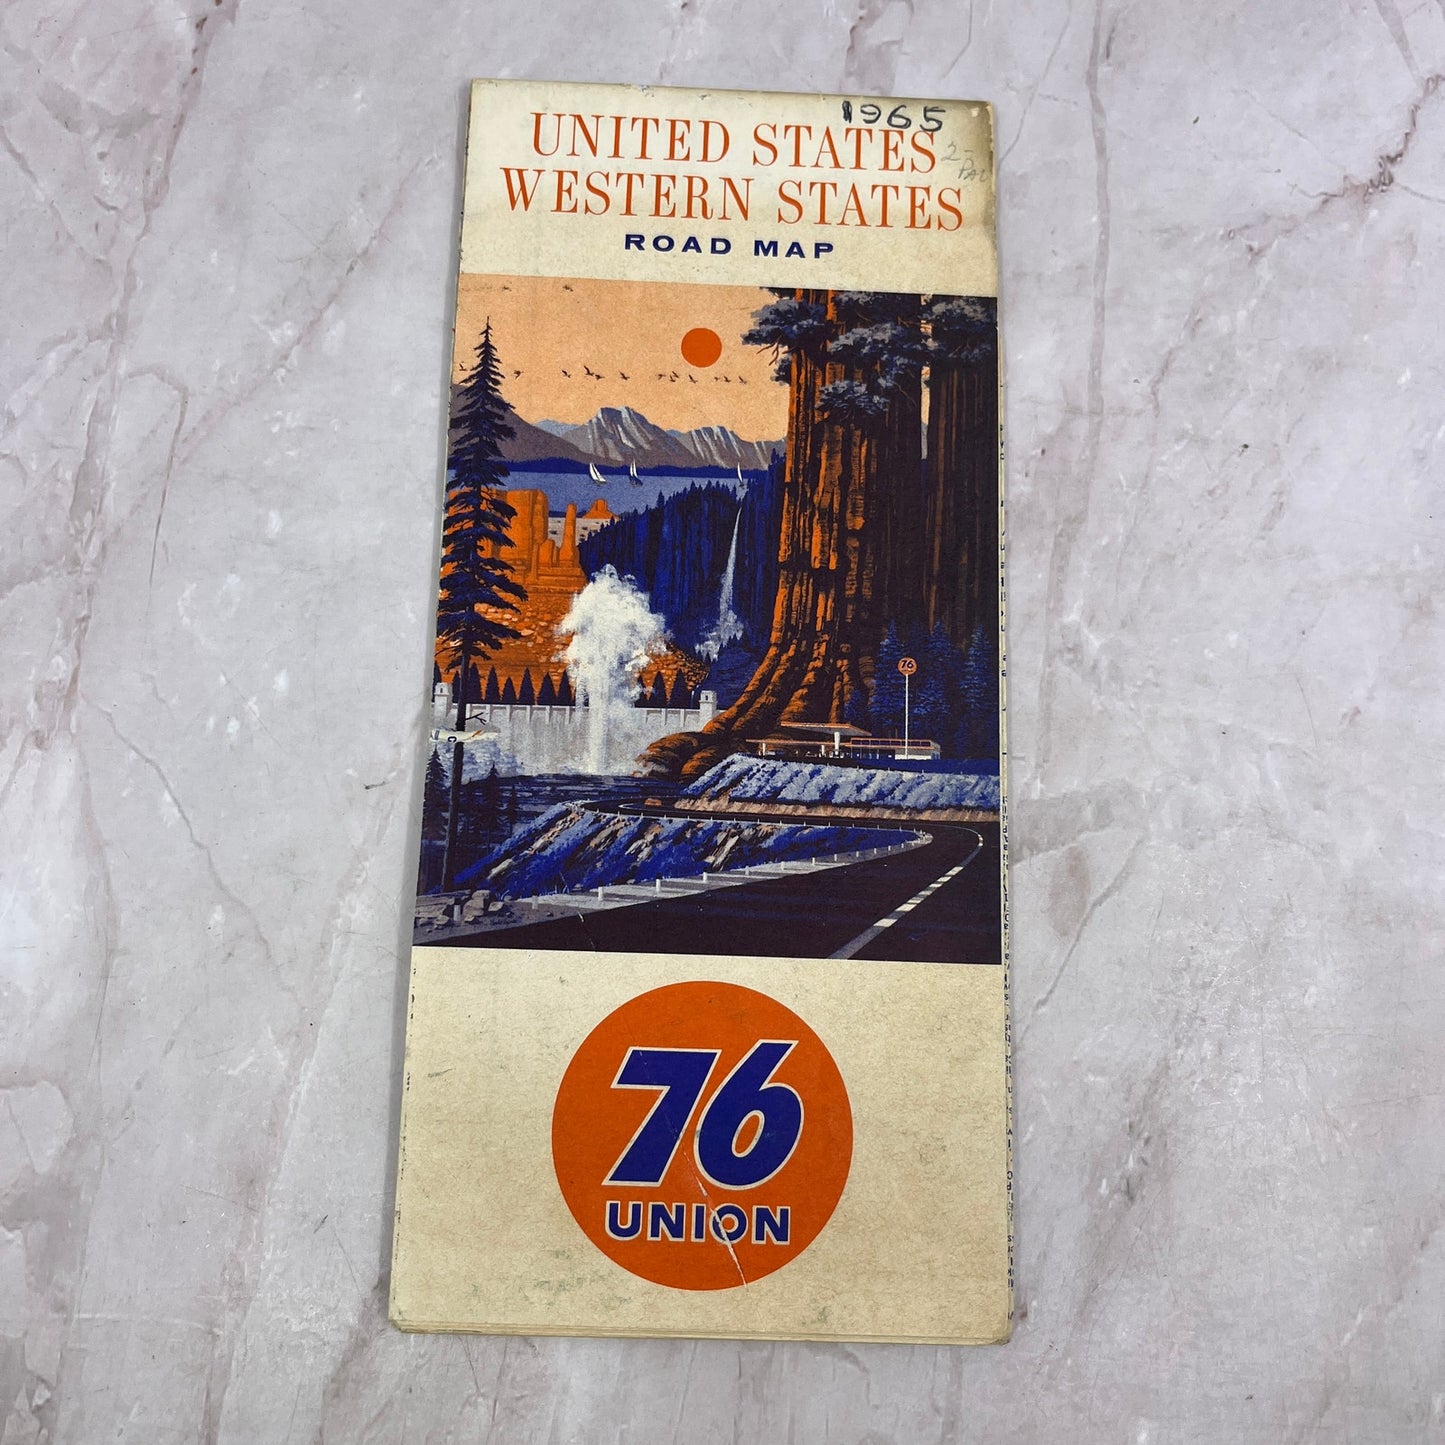 1965
UNITED STATES
WESTERN STATES
ROAD MAP
76
76
UNION